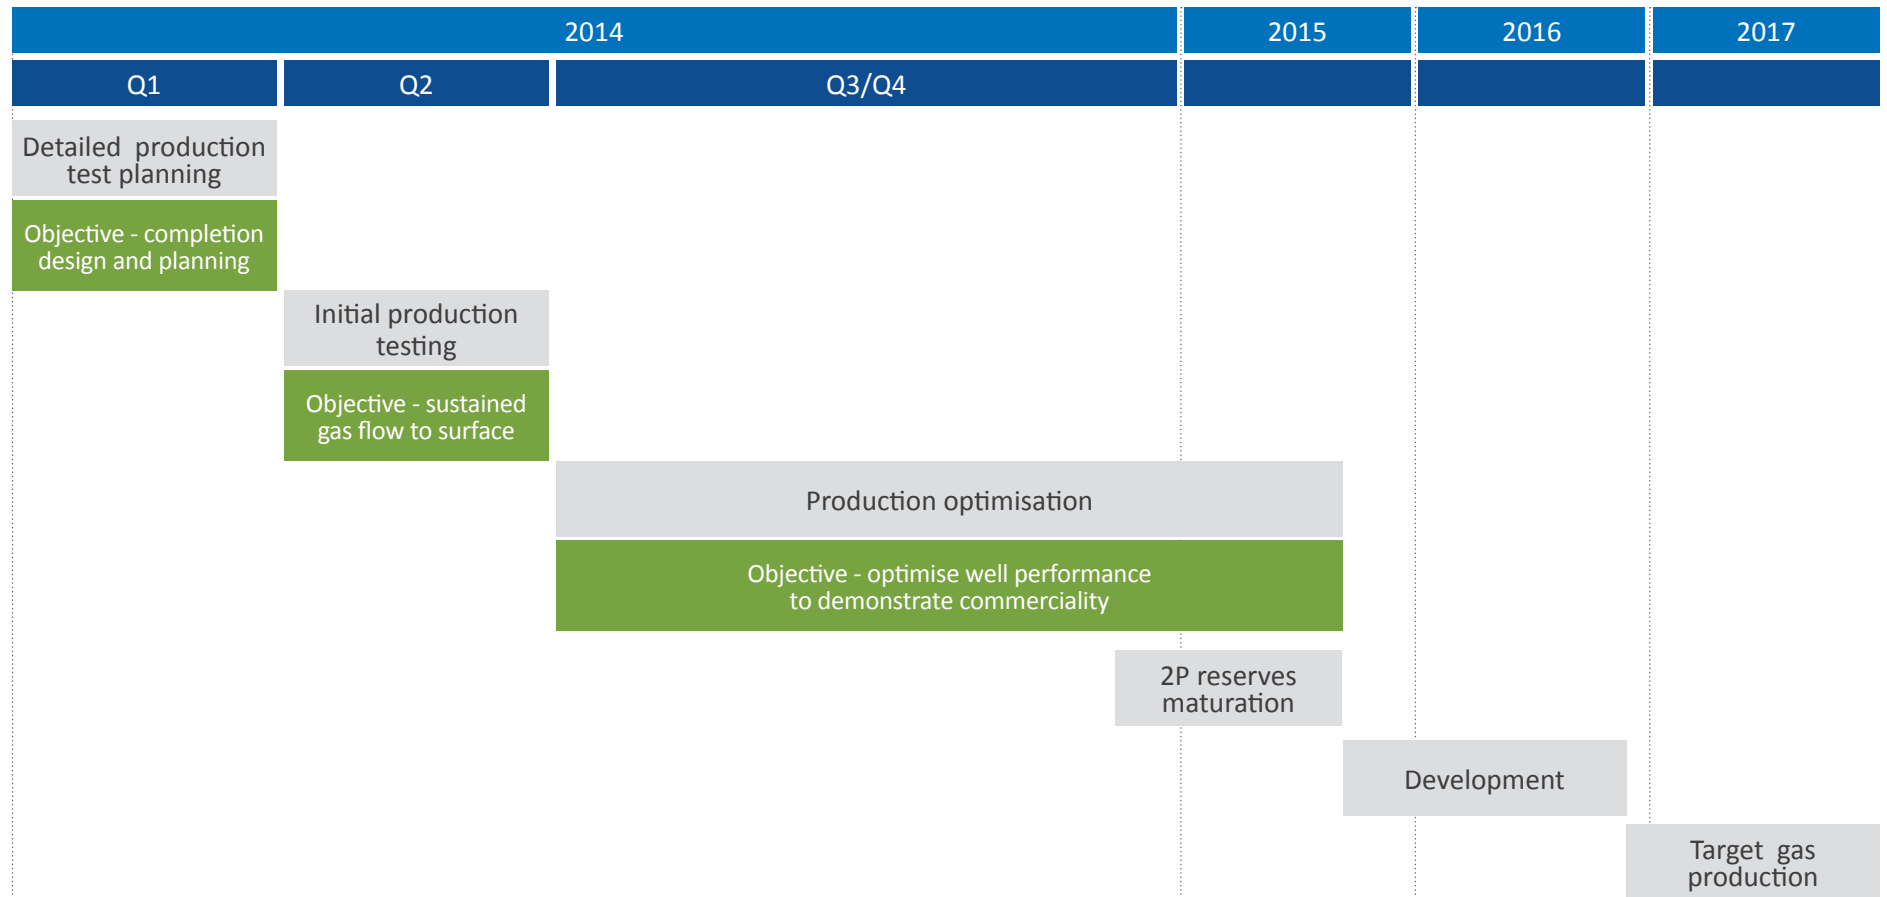 2014
2015
2016
2017
Q1
Q2
Q3/Q4
Detailed production
test planning
Objective - completion
design and planning
Initial production
testing
Objective - sustained
gas flow to surface
Production optimisation
Objective - optimise well performance
to demonstrate commerciality
2P reserves
maturation
Development
Target gas
production